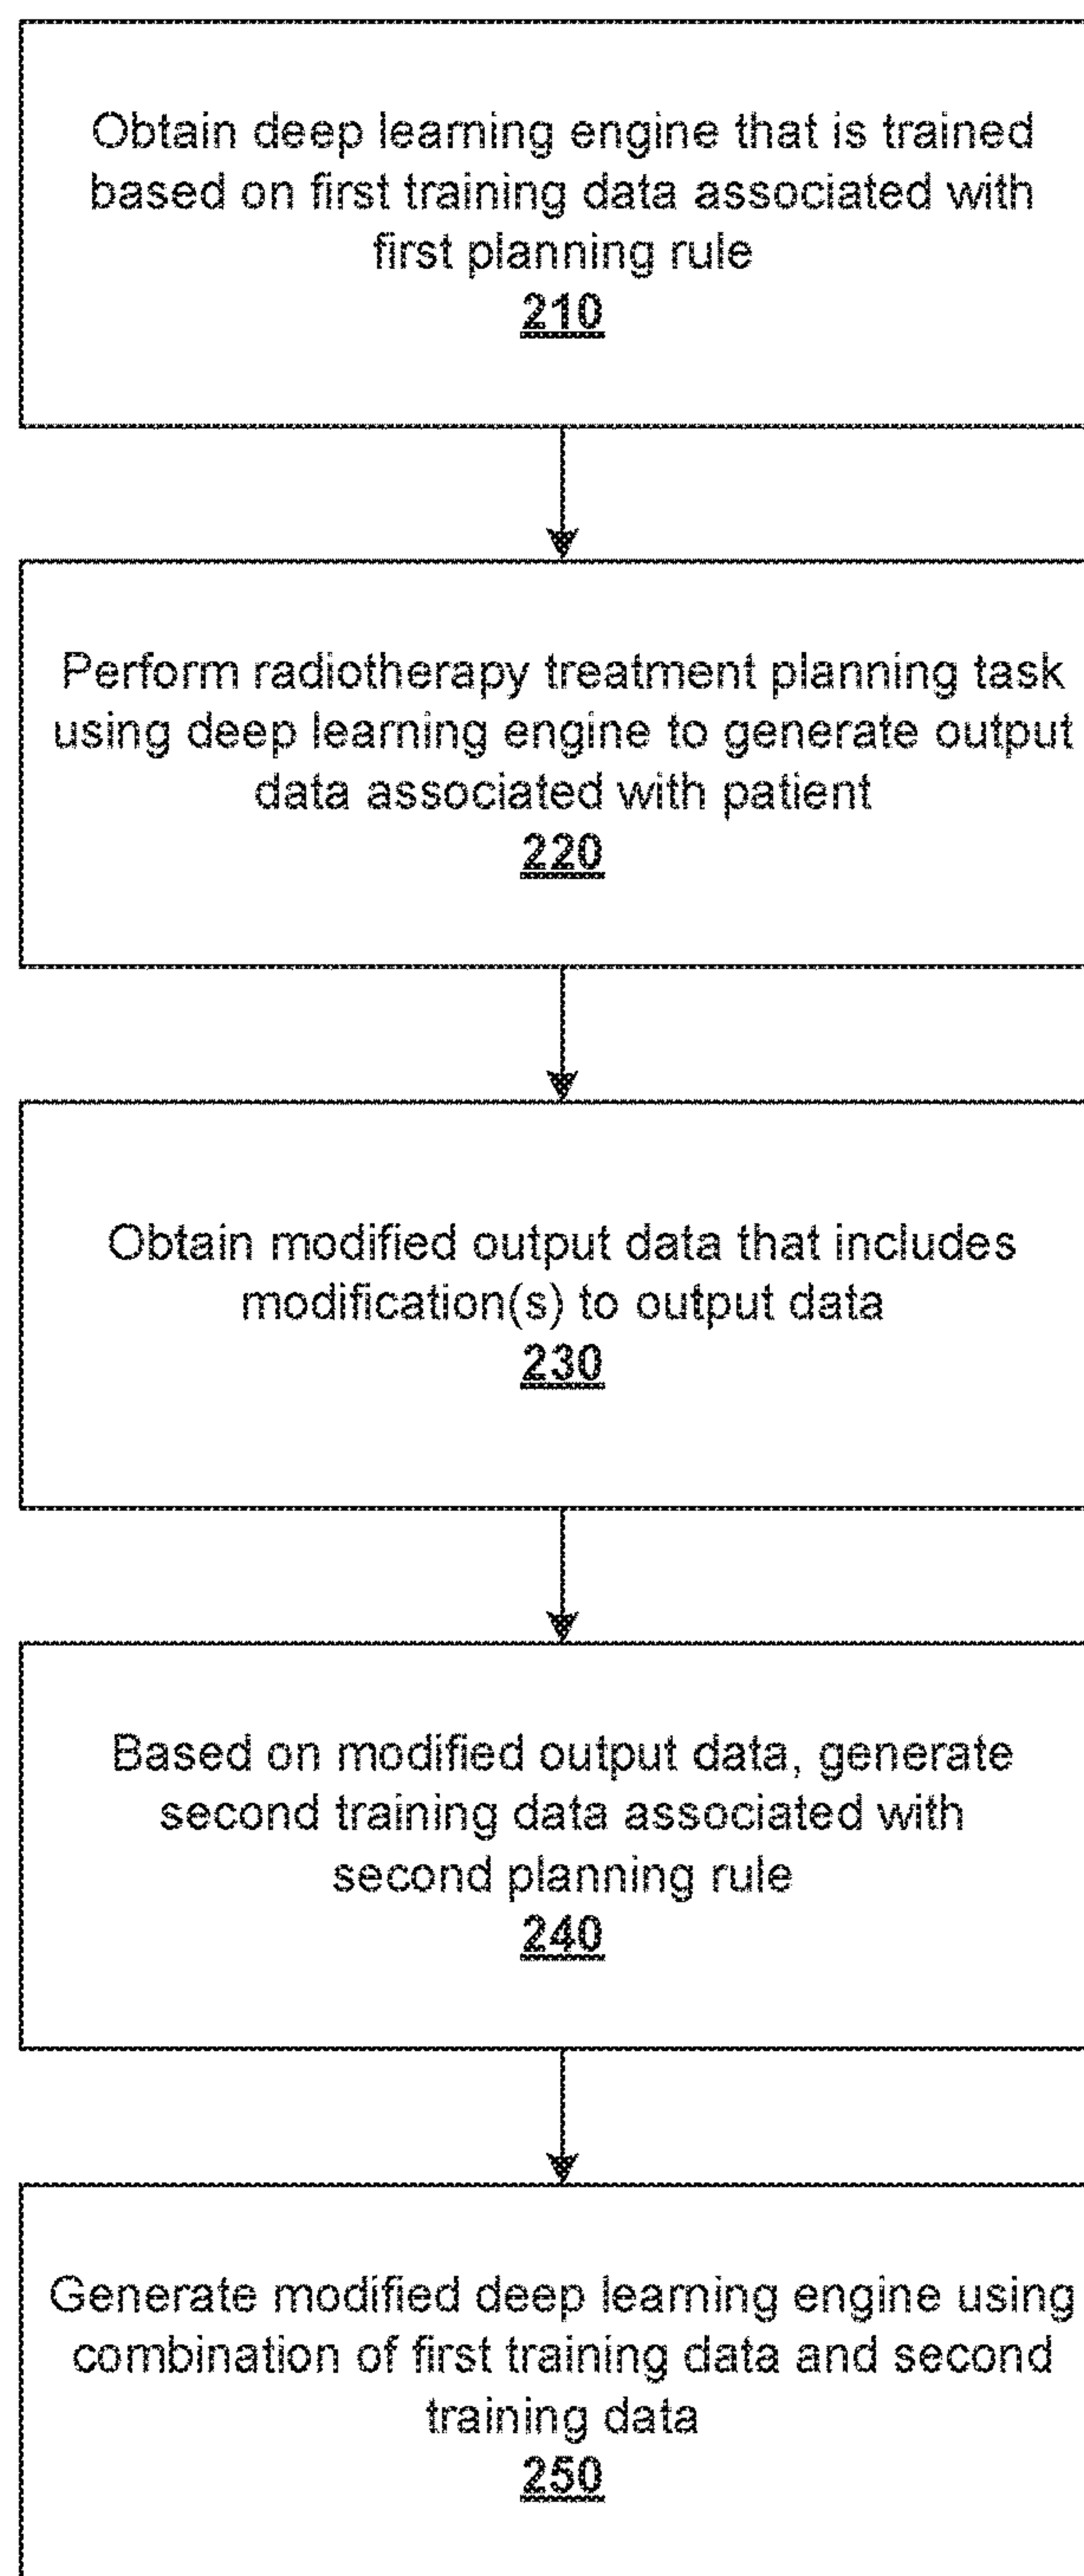 Obtain deep learning engine that is trained
based on first training data associated with
first planning rule
210
Perform radiotherapy treatment planning task
using deep learning engine to generate output
data associated with patient
220
Obtain modified output data that includes
modification(s) to output data
230
Based on modified output data, generate
second training data associated with
second planning rule
240
Generate modified deep learning engine using
combination of first training data and second
training data
250